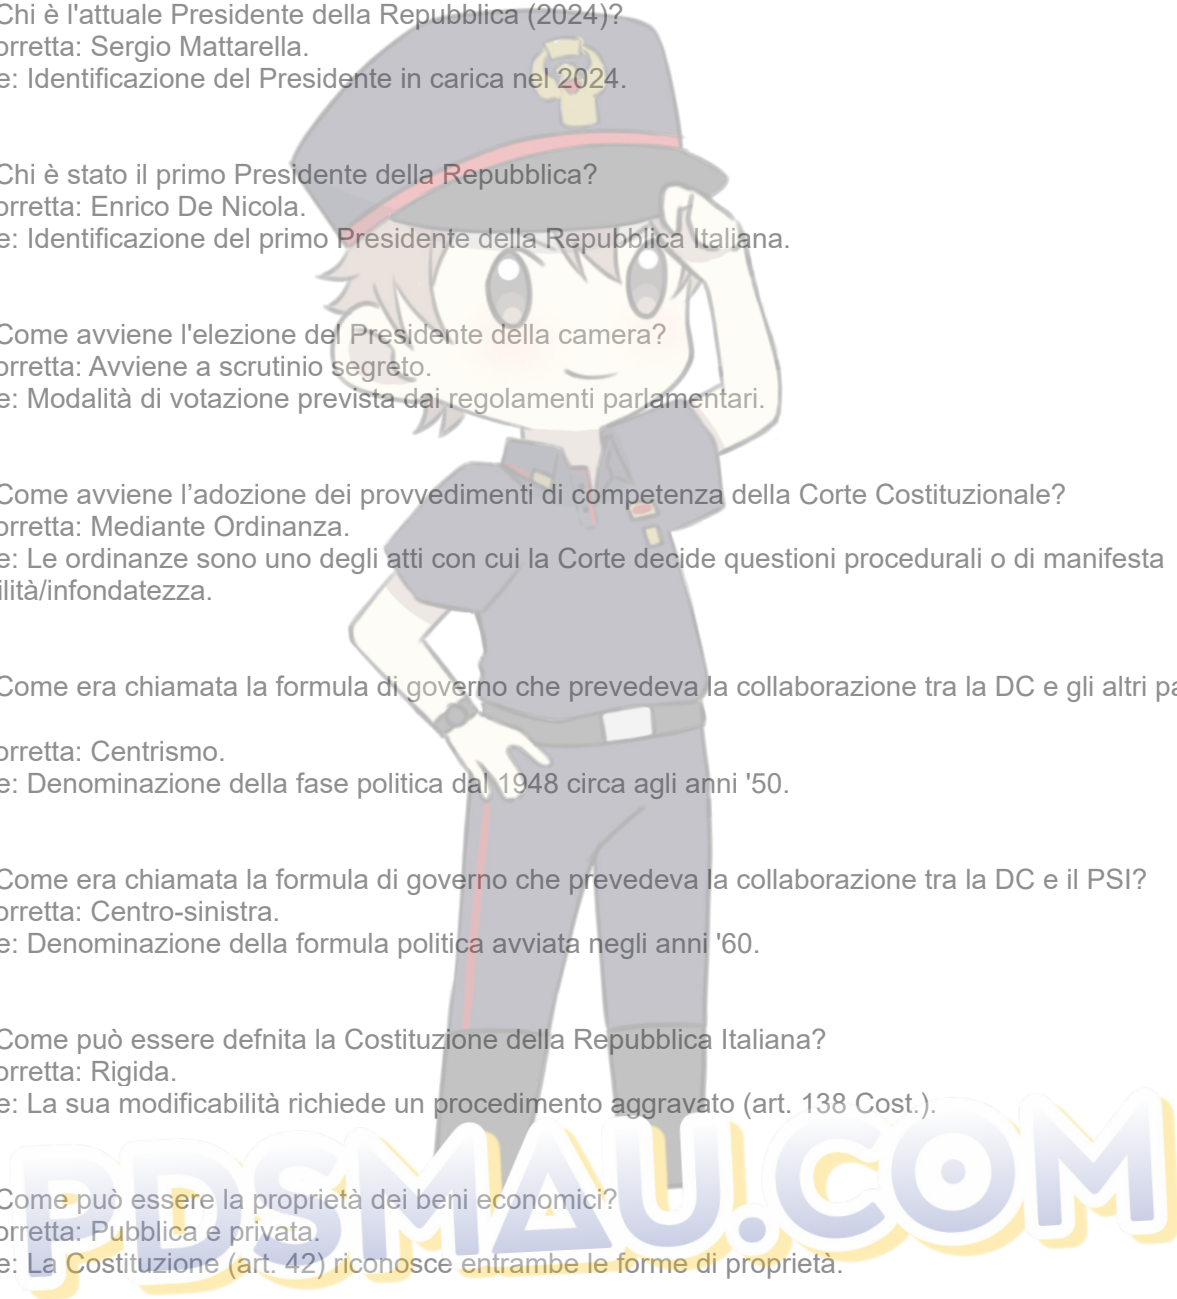 Chi è l'attuale Presidente della Repubblica (2024)?
orretta: Sergio Mattarella.
e: Identificazione del Presidente in carica nel 2024.
Chi è stato il primo Presidente della Repubblica?
orretta: Enrico De Nicola.
e: Identificazione del primo Presidente della Repubblica Italiana.
Come avviene l'elezione del Presidente della camera?
orretta: Avviene a scrutinio segreto.
e: Modalità di votazione prevista dai regolamenti parlamentari.
Come avviene l’adozione dei provvedimenti di competenza della Corte Costituzionale?
orretta: Mediante Ordinanza.
e: Le ordinanze sono uno degli atti con cui la Corte decide questioni procedurali o di manifesta
ilità/infondatezza.
Come era chiamata la formula di governo che prevedeva la collaborazione tra la DC e gli altri pa
orretta: Centrismo.
e: Denominazione della fase politica dal 1948 circa agli anni '50.
Come era chiamata la formula di governo che prevedeva la collaborazione tra la DC e il PSI?
orretta: Centro-sinistra.
e: Denominazione della formula politica avviata negli anni '60.
Come può essere defnita la Costituzione della Repubblica Italiana?
orretta: Rigida.
e: La sua modificabilità richiede un procedimento aggravato (art. 138 Cost.).
Come può essere la proprietà dei beni economici?
orretta: Pubblica e privata.
e: La Costituzione (art. 42) riconosce entrambe le forme di proprietà.
PDSMAU.COM